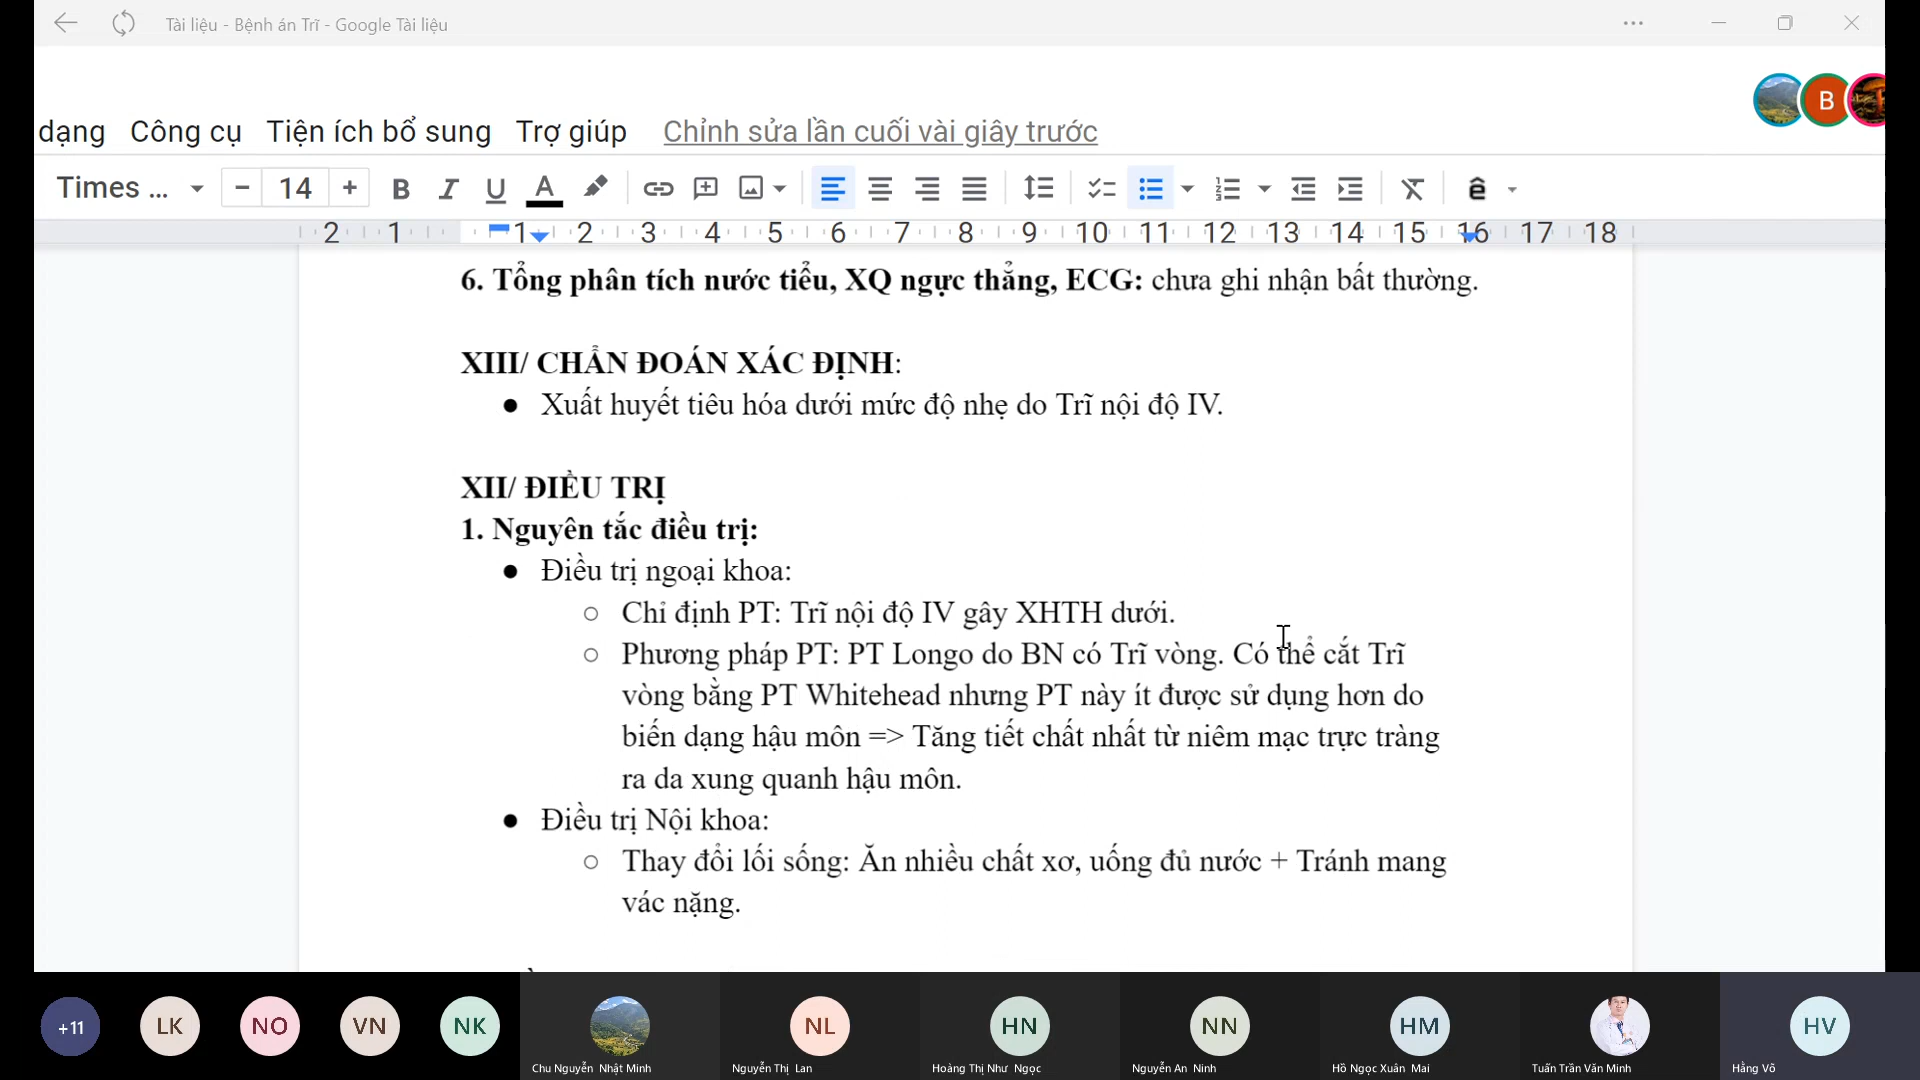 Tài liệu - Bệnh án Trĩ - Google Tài liệu
B
dạng Công cụ Tiện ích bổ sung Trợ giúp Chỉnh sửa lần cuối vài giây trước
Times ... − 14 + B I U A ê
2 1 1 2 3 4 5 6 7 8 9 10 11 12 13 14 15 16 17 18
6. Tổng phân tích nước tiểu, XQ ngực thẳng, ECG: chưa ghi nhận bất thường.
XIII/ CHẨN ĐOÁN XÁC ĐỊNH:
● Xuất huyết tiêu hóa dưới mức độ nhẹ do Trĩ nội độ IV.
XII/ ĐIỀU TRỊ
1. Nguyên tắc điều trị:
● Điều trị ngoại khoa:
○ Chỉ định PT: Trĩ nội độ IV gây XHTH dưới.
○ Phương pháp PT: PT Longo do BN có Trĩ vòng. Có thể cắt Trĩ
vòng bằng PT Whitehead nhưng PT này ít được sử dụng hơn do
biến dạng hậu môn => Tăng tiết chất nhất từ niêm mạc trực tràng
ra da xung quanh hậu môn.
● Điều trị Nội khoa:
○ Thay đổi lối sống: Ăn nhiều chất xơ, uống đủ nước + Tránh mang
vác nặng.
+11 LK NO VN NK NL HN NN HM HV
Chu Nguyễn Nhật Minh Nguyễn Thị Lan Hoàng Thị Như Ngọc Nguyễn An Ninh Hồ Ngọc Xuân Mai Tuấn Trần Văn Minh Hằng Võ